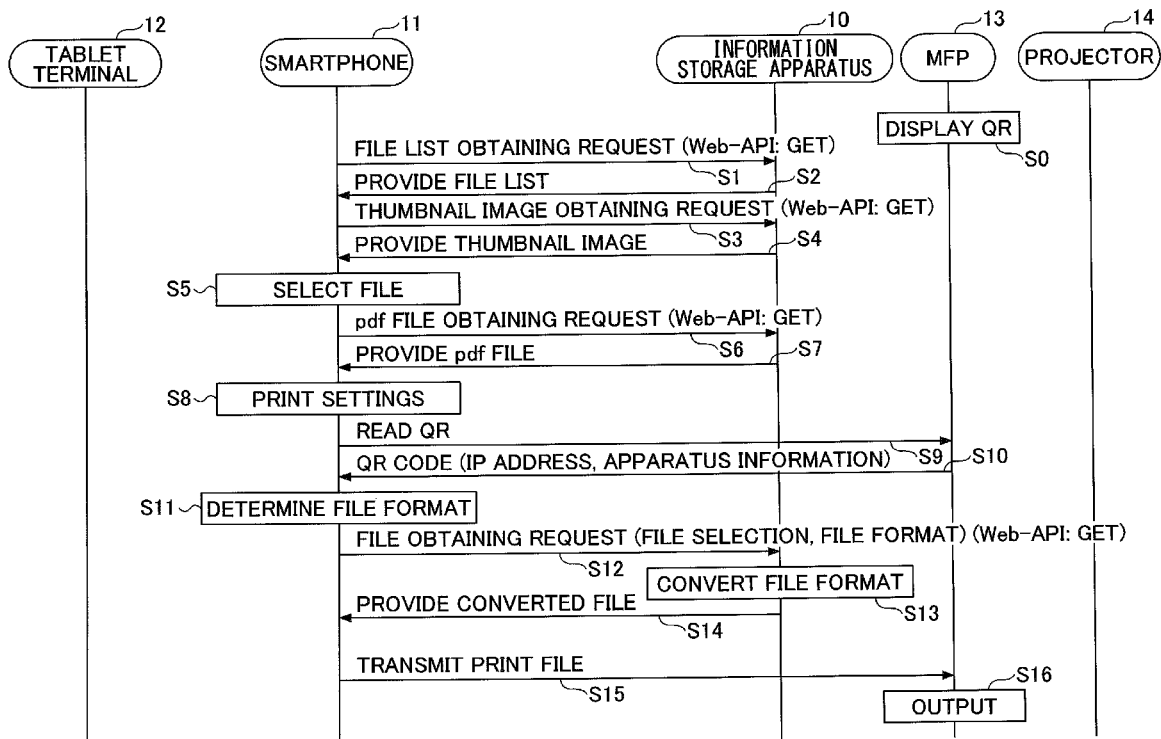 12
11
10
13
14
TABLET
TERMINAL
SMARTPHONE
INFORMATION
STORAGE APPARATUS
MFP
PROJECTOR
DISPLAY QR
S0
FILE LIST OBTAINING REQUEST (Web-API: GET)
S1
S2
PROVIDE FILE LIST
THUMBNAIL IMAGE OBTAINING REQUEST (Web-API: GET)
S3
S4
PROVIDE THUMBNAIL IMAGE
S5
SELECT FILE
pdf FILE OBTAINING REQUEST (Web-API: GET)
S6
S7
PROVIDE pdf FILE
S8
PRINT SETTINGS
READ QR
S9
S10
QR CODE (IP ADDRESS, APPARATUS INFORMATION)
S11
DETERMINE FILE FORMAT
FILE OBTAINING REQUEST (FILE SELECTION, FILE FORMAT) (Web-API: GET)
S12
CONVERT FILE FORMAT
S13
PROVIDE CONVERTED FILE
S14
TRANSMIT PRINT FILE
S15
S16
OUTPUT